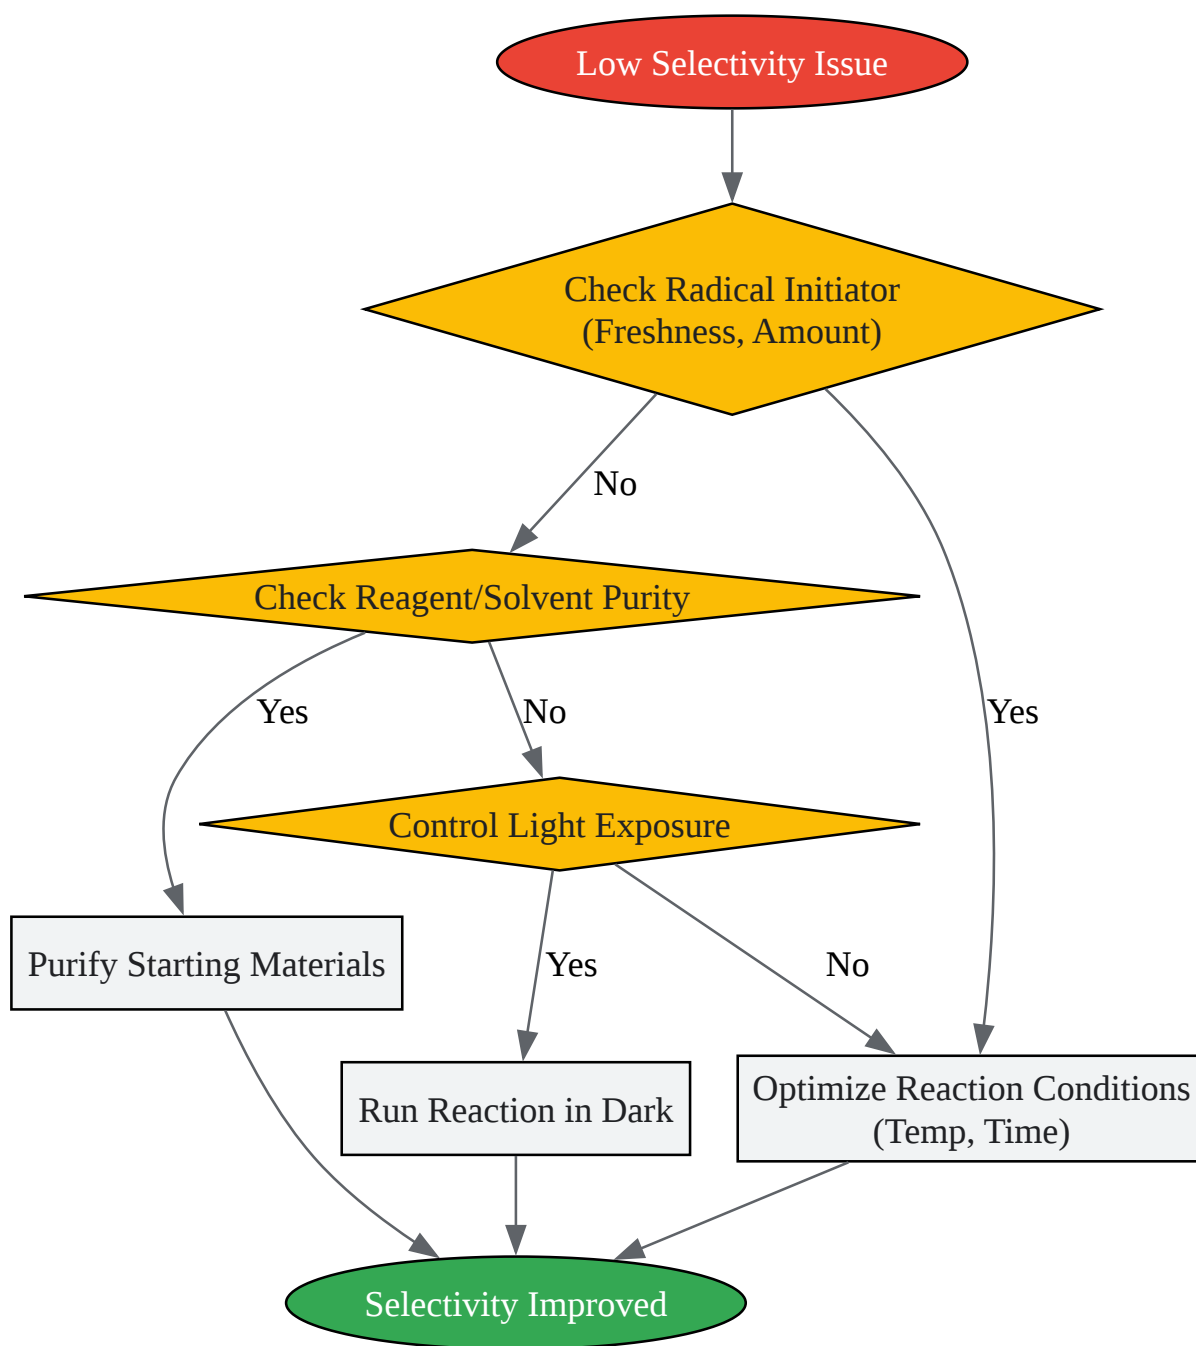 Low Selectivity Issue
Check Radical Initiator
(Freshness, Amount)
No
Check Reagent/Solvent Purity
Yes
No
Yes
Control Light Exposure
Purify Starting Materials
Yes
No
Run Reaction in Dark
Optimize Reaction Conditions
(Temp, Time)
Selectivity Improved